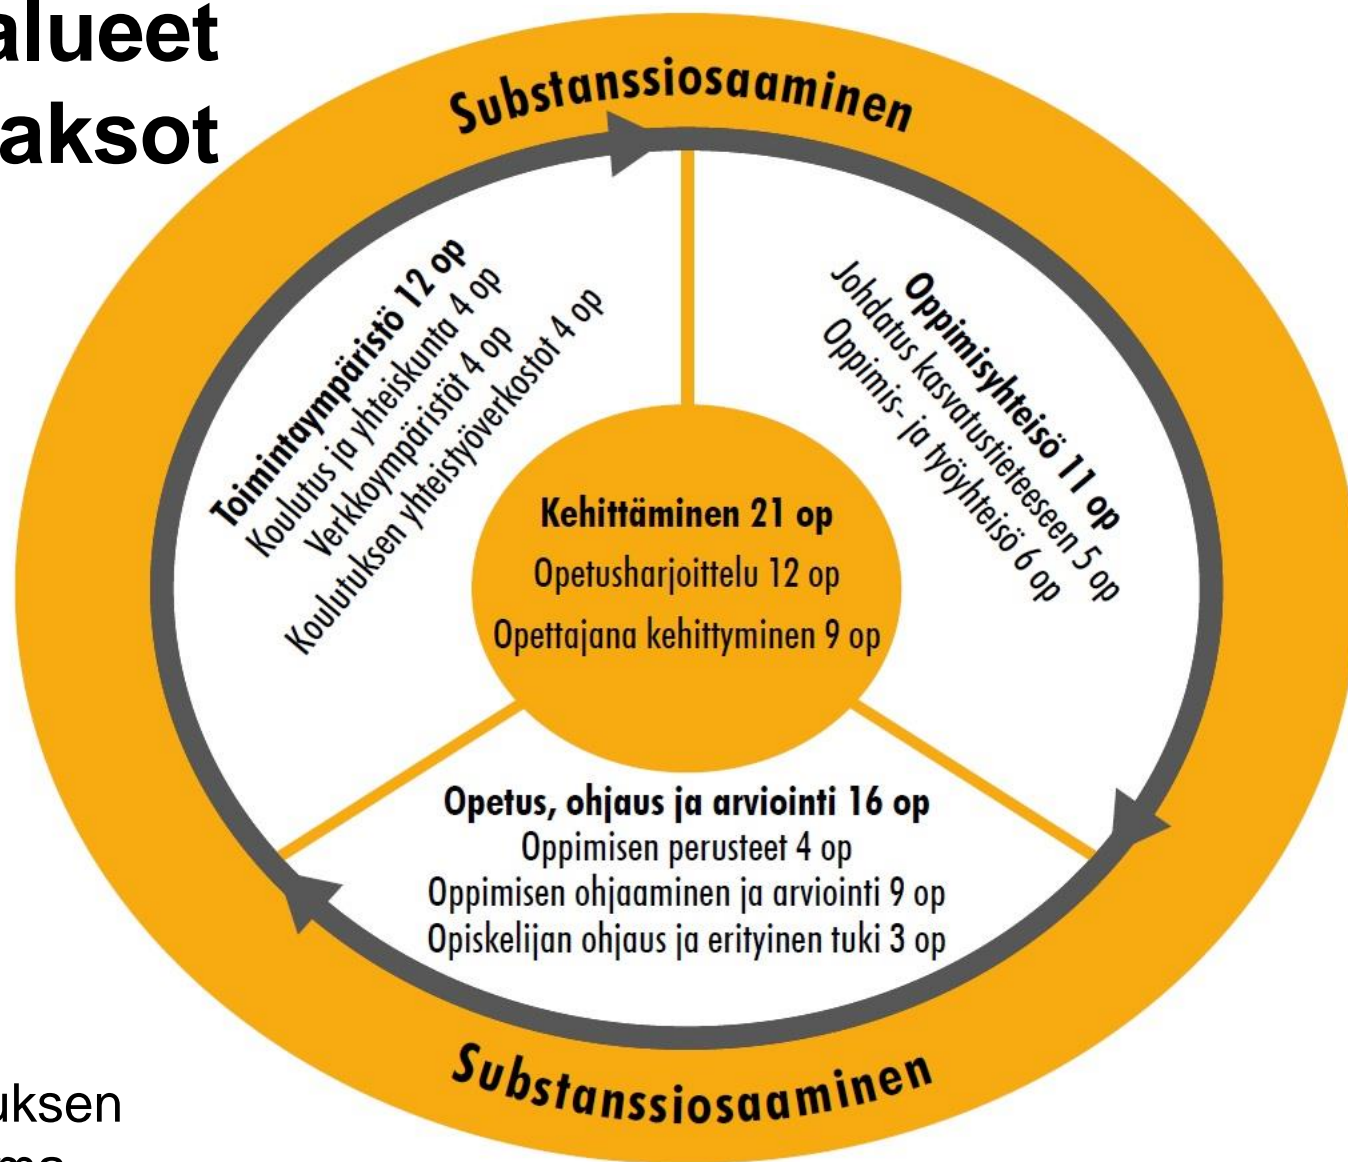 alueet
aksot
Substanssiosaaminen
Toimintaympäristö 12 op
Koulutus ja yhteiskunta 4 op
Verkkoympäristöt 4 op
Koulutuksen yhteistyöverkostot 4 op
Oppimisyhteisö 11 op
Johdatus kasvatustieteeseen 5 op
Oppimis- ja työyhteisö 6 op
Kehittäminen 21 op
Opetusharjoittelu 12 op
Opettajana kehittyminen 9 op
Opetus, ohjaus ja arviointi 16 op
Oppimisen perusteet 4 op
Oppimisen ohjaaminen ja arviointi 9 op
Opiskelijan ohjaus ja erityinen tuki 3 op
Substanssiosaaminen
uksen